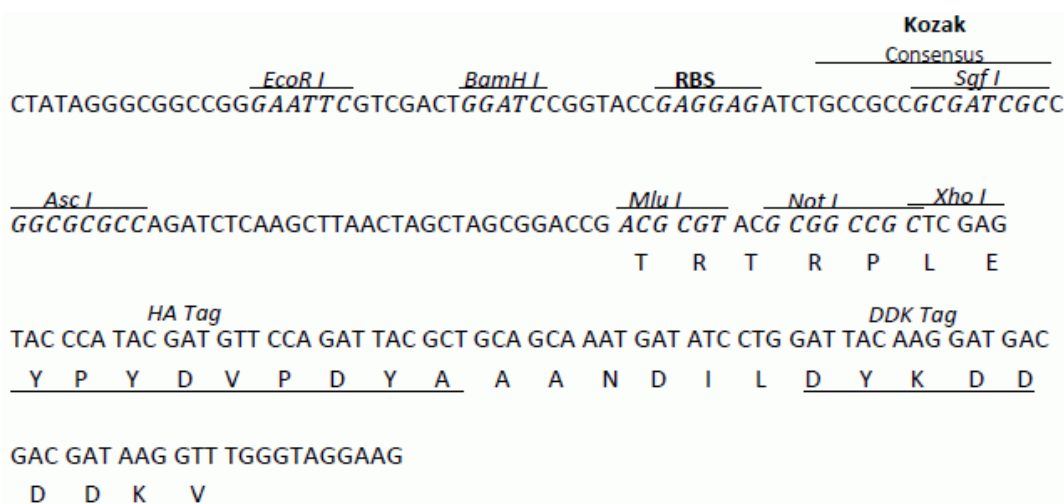 Kozak
Consensus
EcoR I BamH I RBS Sgf I
CTATAGGGCGGCCGGGAATTCGTCGACTGGATCCGGTACCGAGGAGATCTGCCGCCGCGATCGCC
Asc I Mlu I Not I Xho I
GGCGCGCCAGATCTCAAGCTTAACTAGCTAGCGGACCG ACG CGT ACG CGG CCG CTC GAG
T R T R P L E
HA Tag DDK Tag
TAC CCA TAC GAT GTT CCA GAT TAC GCT GCA GCA AAT GAT ATC CTG GAT TAC AAG GAT GAC
Y P Y D V P D Y A A A N D I L D Y K D D
GAC GAT AAG GTT TGGGTAGGAAG
D D K V